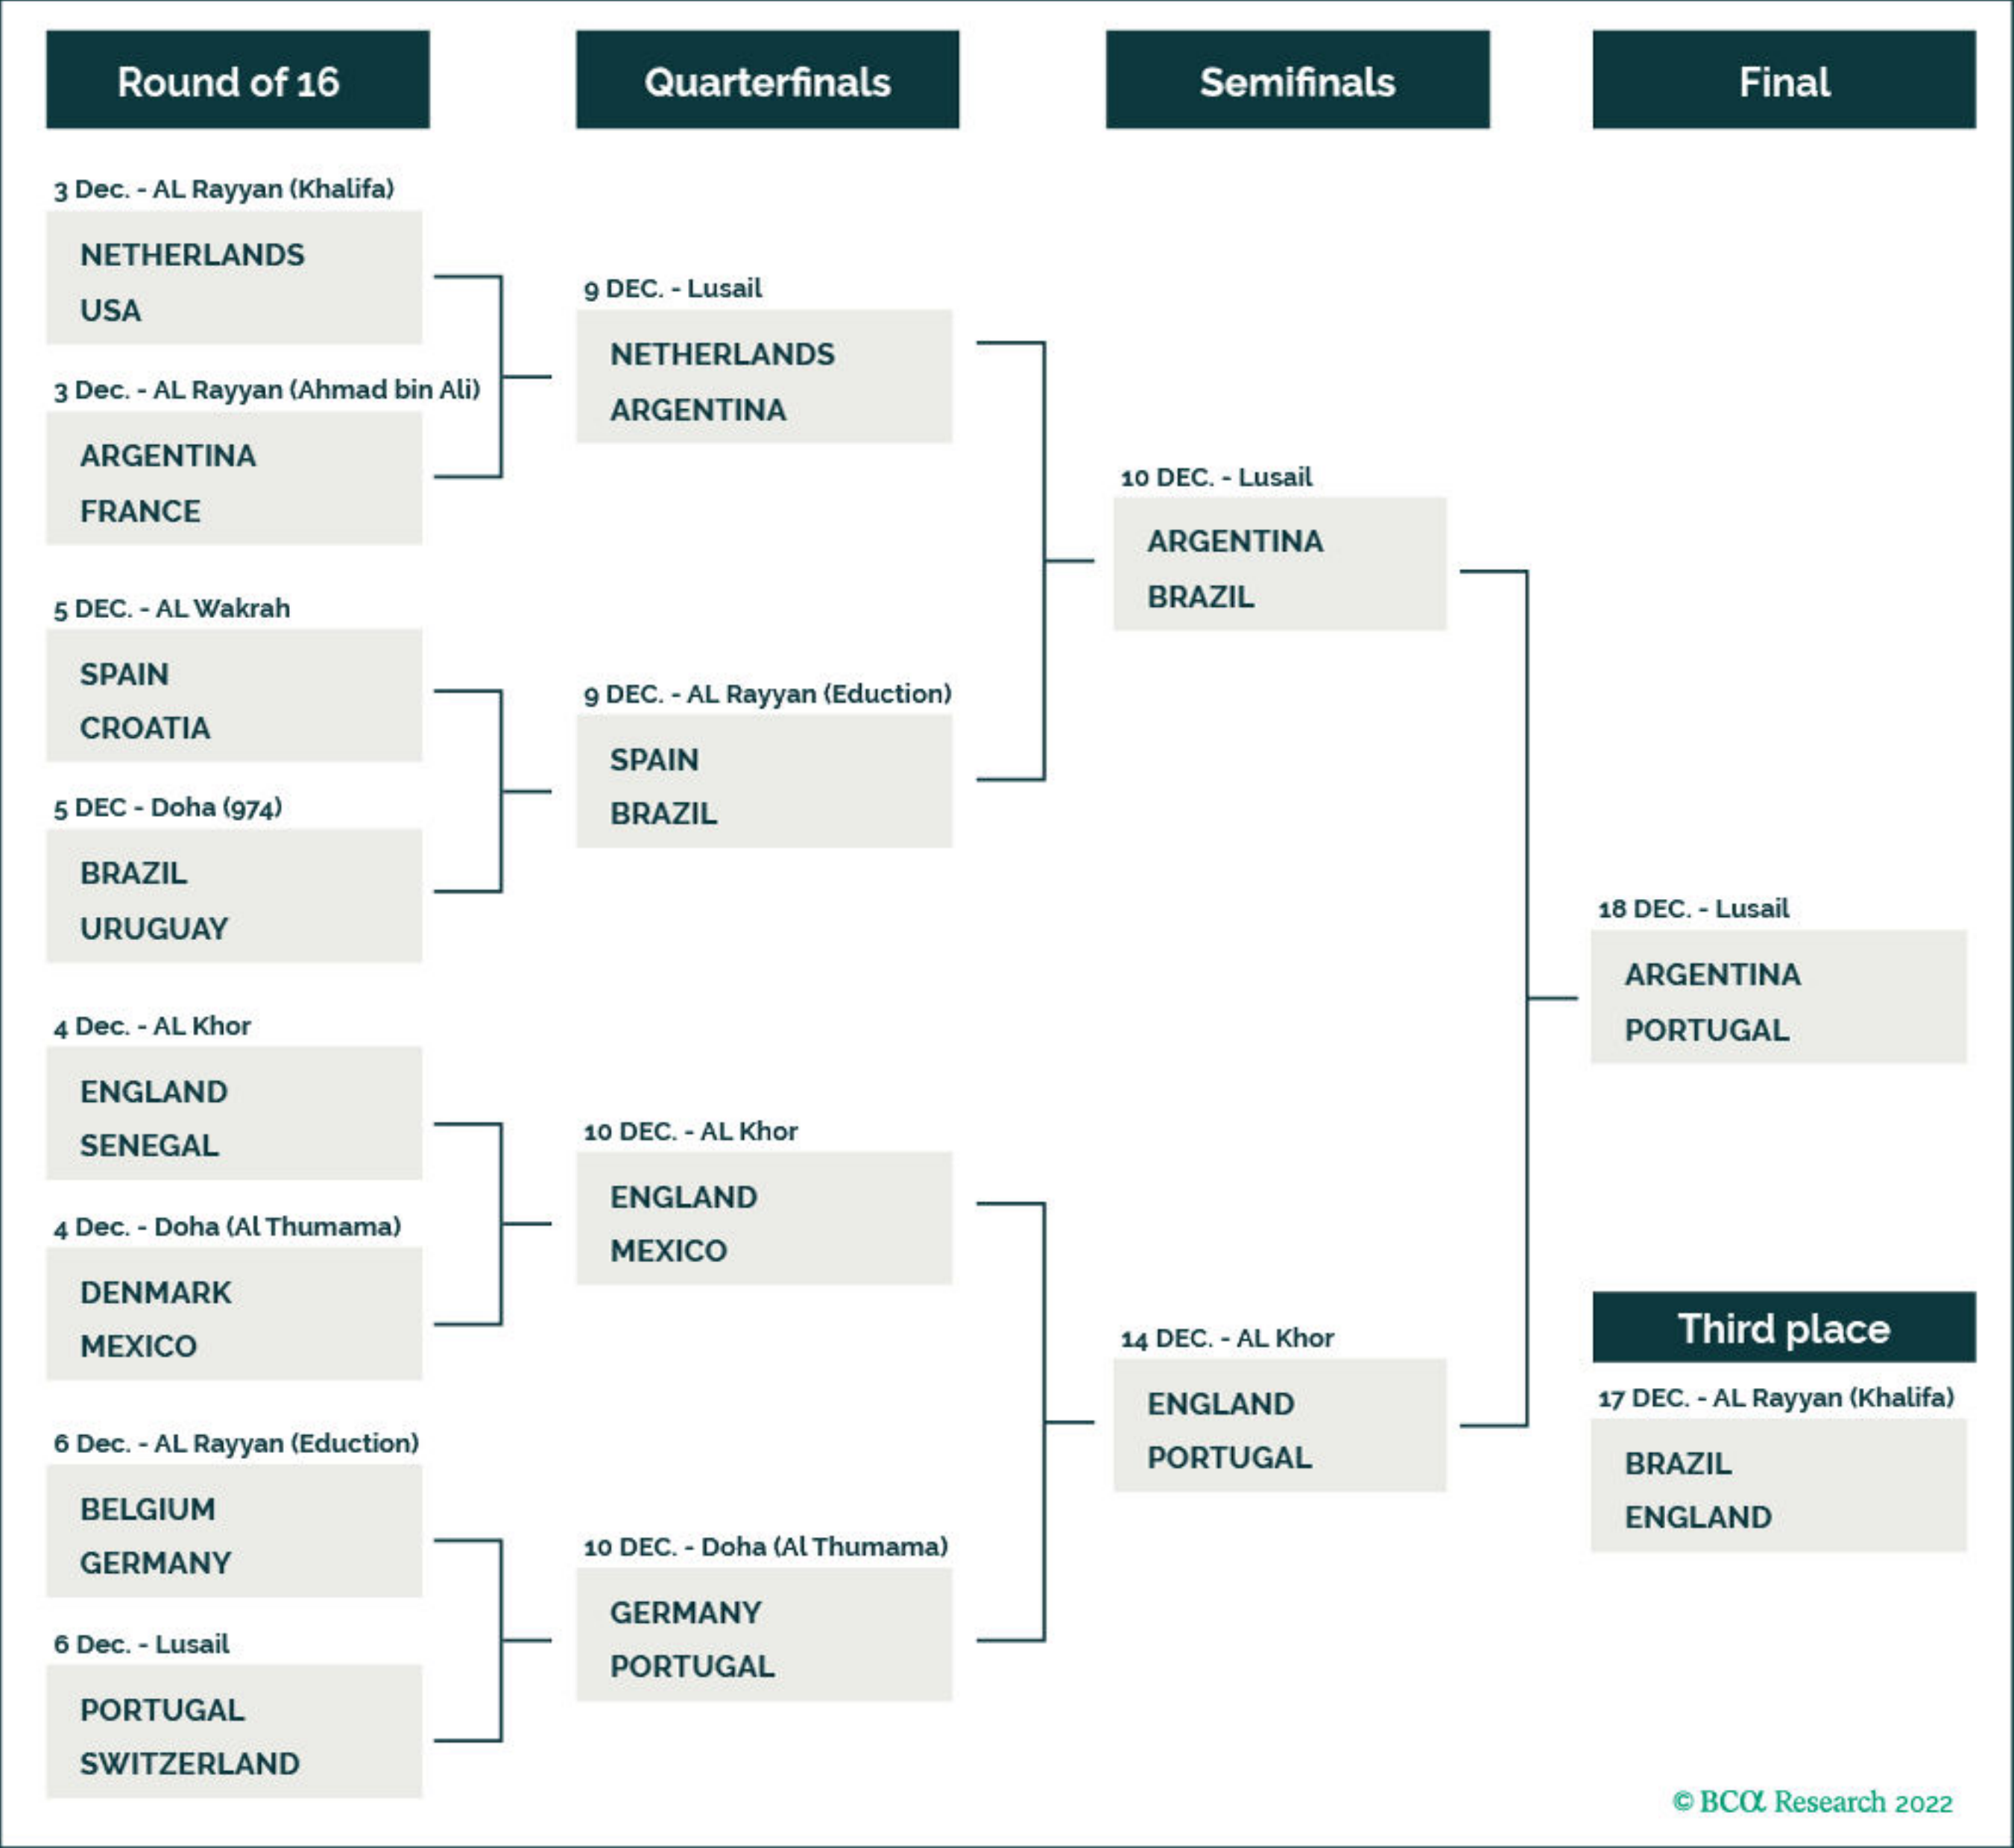 Round of 16
Quarterfinals
Semifinals
Final
3 Dec. - AL Rayyan (Khalifa)
NETHERLANDS
USA
3 Dec. - AL Rayyan (Ahmad bin Ali)
ARGENTINA
FRANCE
5 DEC. - AL Wakrah
SPAIN
CROATIA
5 DEC - Doha (974)
BRAZIL
URUGUAY
4 Dec. - AL Khor
ENGLAND
SENEGAL
4 Dec. - Doha (Al Thumama)
DENMARK
MEXICO
6 Dec. - AL Rayyan (Eduction)
BELGIUM
GERMANY
6 Dec. - Lusail
PORTUGAL
SWITZERLAND
9 DEC. - Lusail
NETHERLANDS
ARGENTINA
9 DEC. - AL Rayyan (Eduction)
SPAIN
BRAZIL
10 DEC. - AL Khor
ENGLAND
MEXICO
10 DEC. - Doha (Al Thumama)
GERMANY
PORTUGAL
10 DEC. - Lusail
ARGENTINA
BRAZIL
14 DEC. - AL Khor
ENGLAND
PORTUGAL
18 DEC. - Lusail
ARGENTINA
PORTUGAL
Third place
17 DEC. - AL Rayyan (Khalifa)
BRAZIL
ENGLAND
© BCα Research 2022